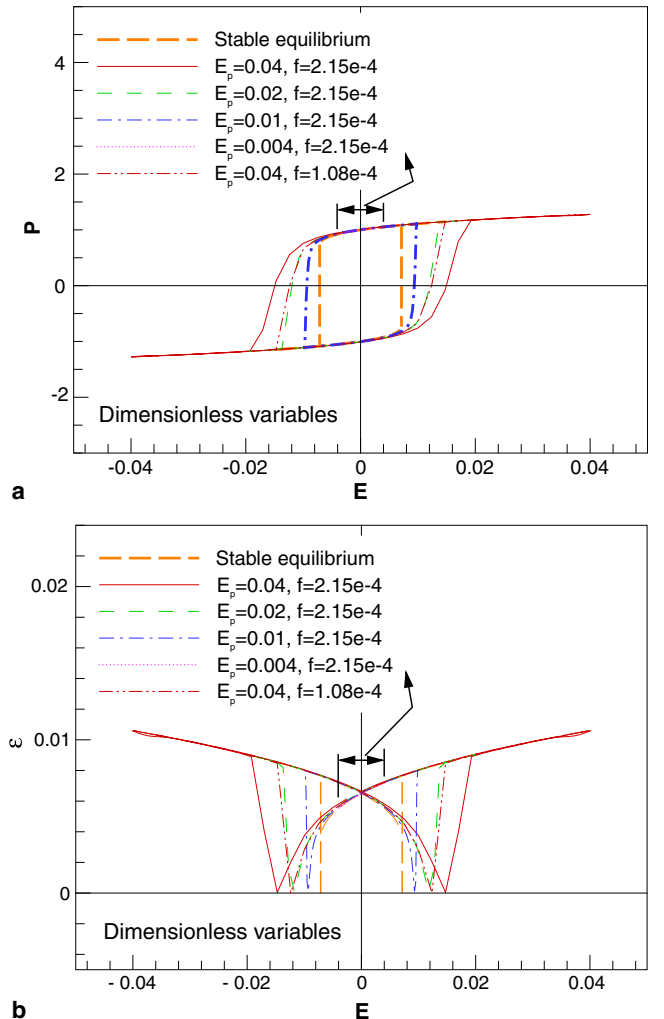 Stable equilibrium
Ep=0.04, f=2.15e-4
Ep=0.02, f=2.15e-4
Ep=0.01, f=2.15e-4
Ep=0.004, f=2.15e-4
Ep=0.04, f=1.08e-4
4
2
0
-2
P
Dimensionless variables
-0.04
-0.02
0
0.02
0.04
a
E
Stable equilibrium
Ep=0.04, f=2.15e-4
Ep=0.02, f=2.15e-4
Ep=0.01, f=2.15e-4
Ep=0.004, f=2.15e-4
Ep=0.04, f=1.08e-4
0.02
0.01
0
ε
Dimensionless variables
- 0.04
- 0.02
0
0.02
0.04
b
E